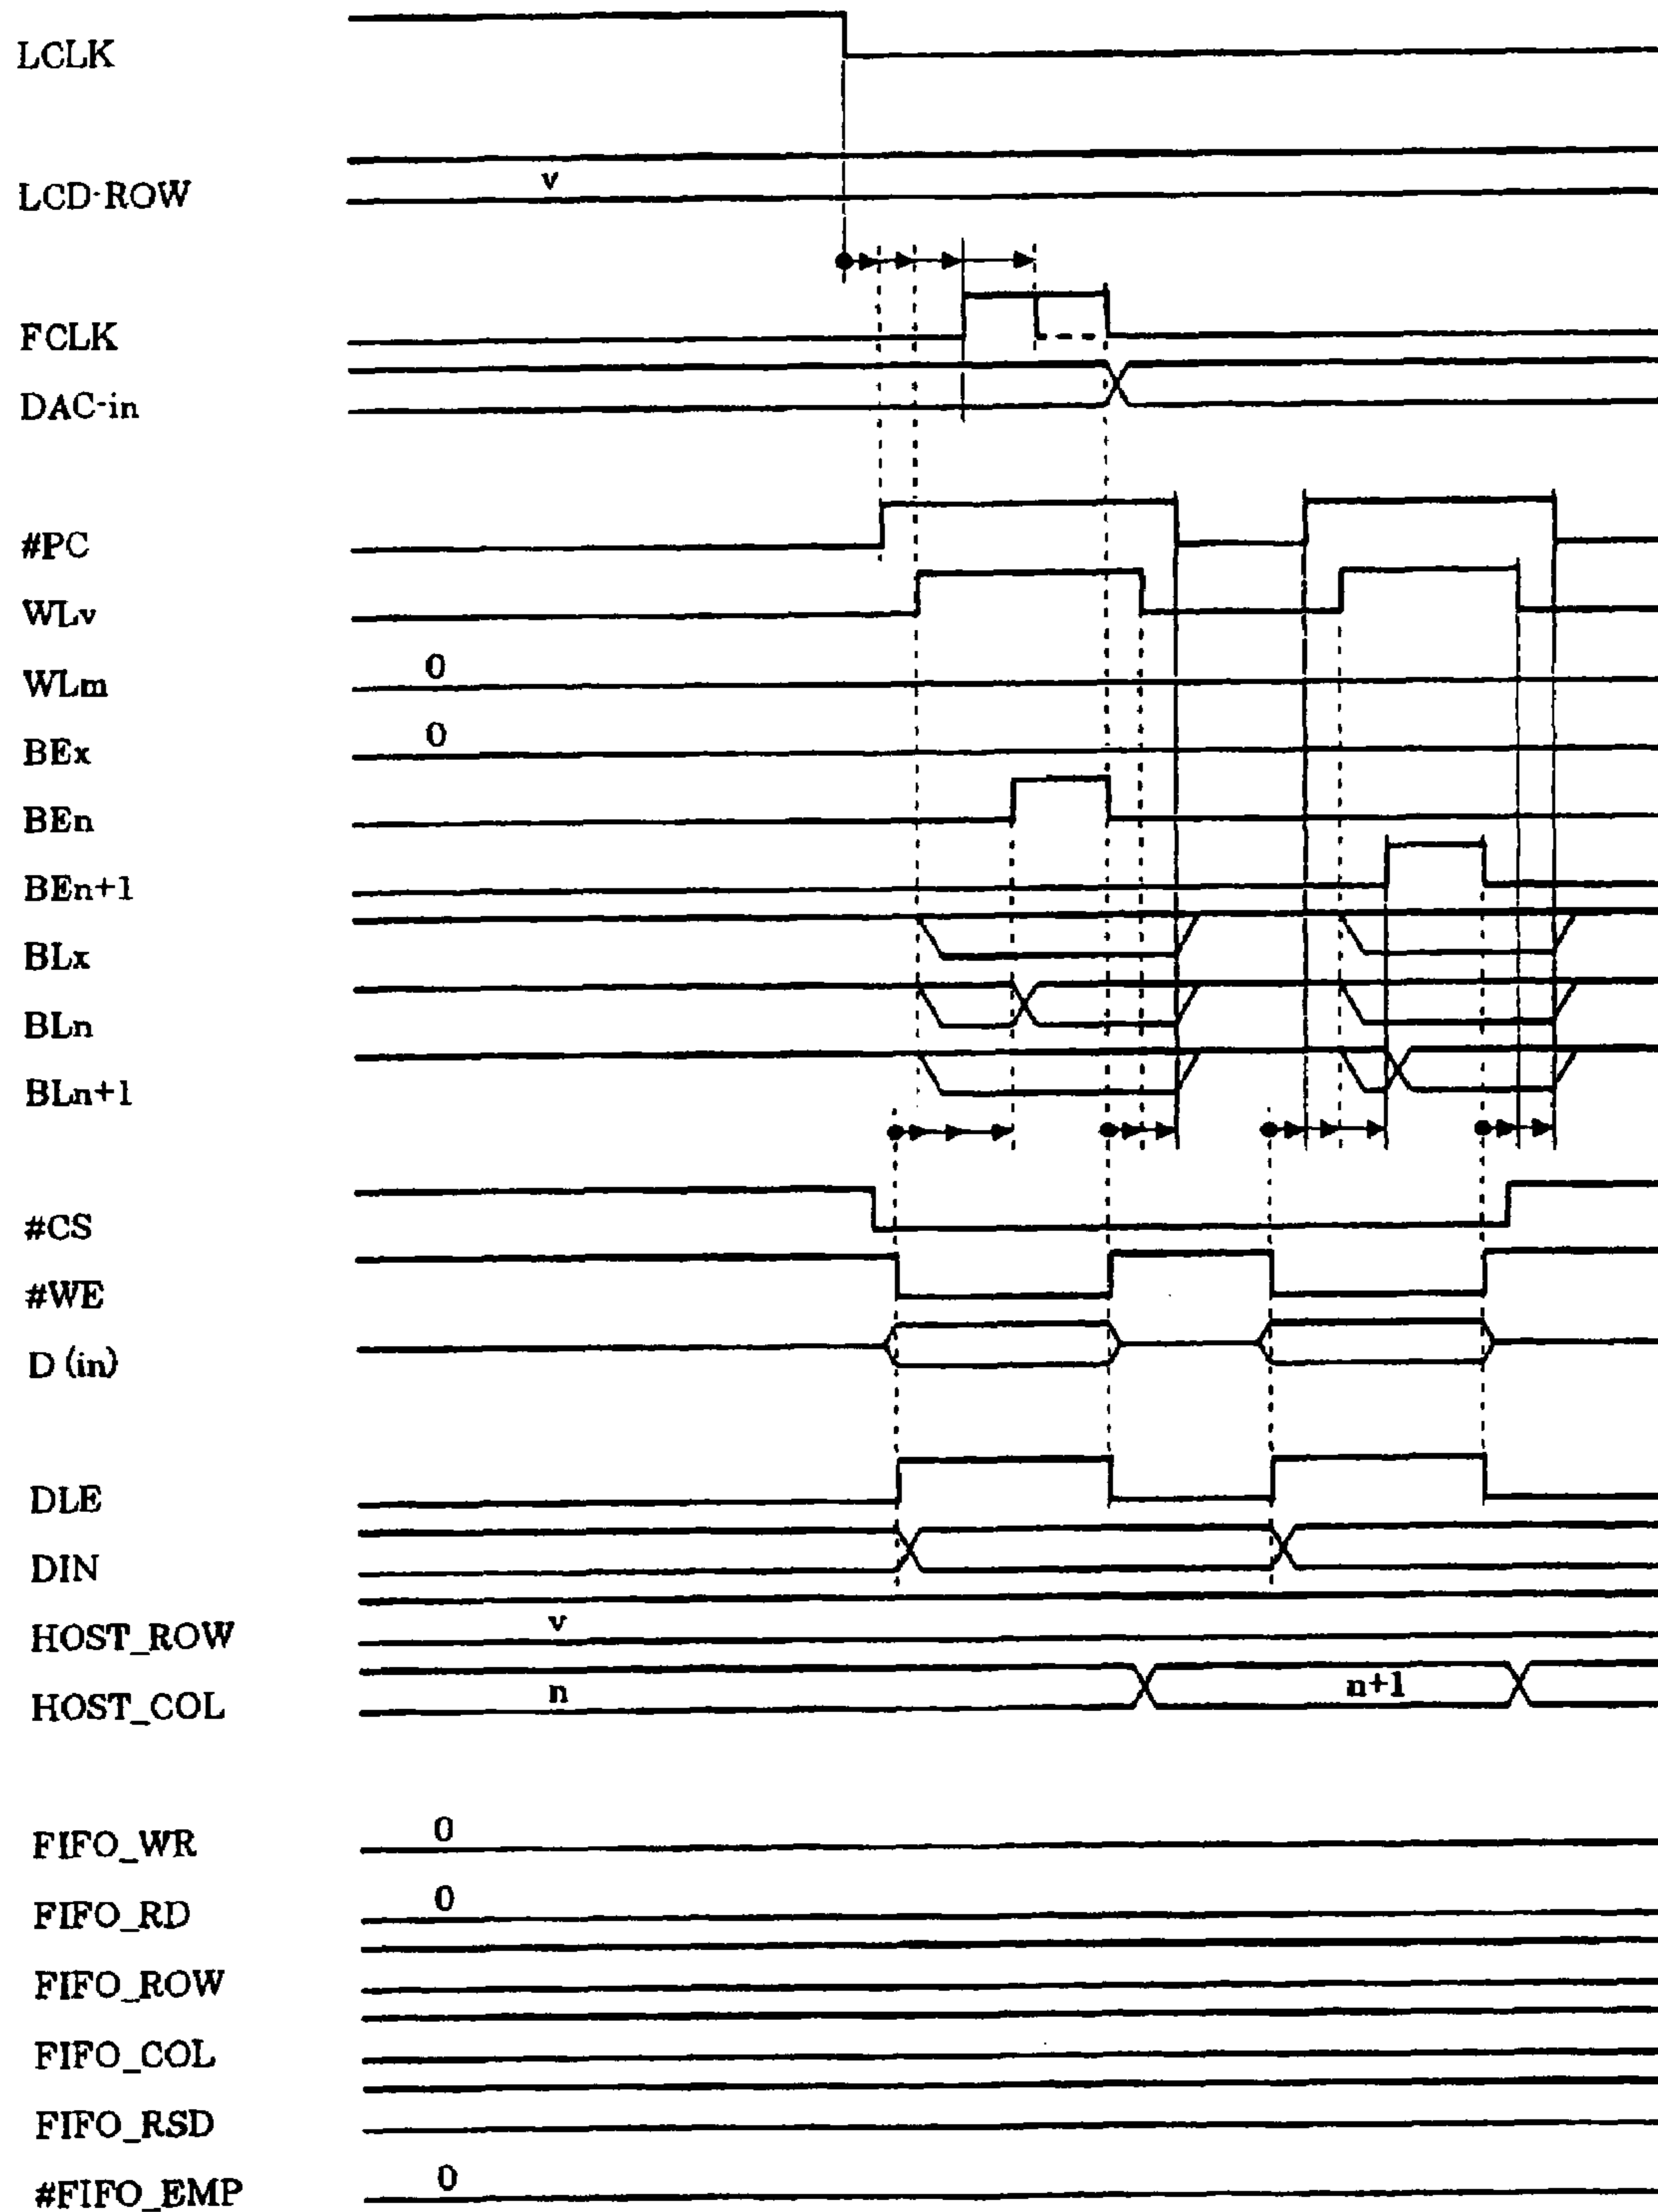 LCLK
LCD-ROW
v
FCLK
DAC-in
#PC
WLv
WLm
0
BEx
0
BEn
BEn+1
BLx
BLn
BLn+1
#CS
#WE
D (in)
DLE
DIN
HOST_ROW
v
HOST_COL
n
n+1
FIFO_WR
0
FIFO_RD
0
FIFO_ROW
FIFO_COL
FIFO_RSD
#FIFO_EMP
0